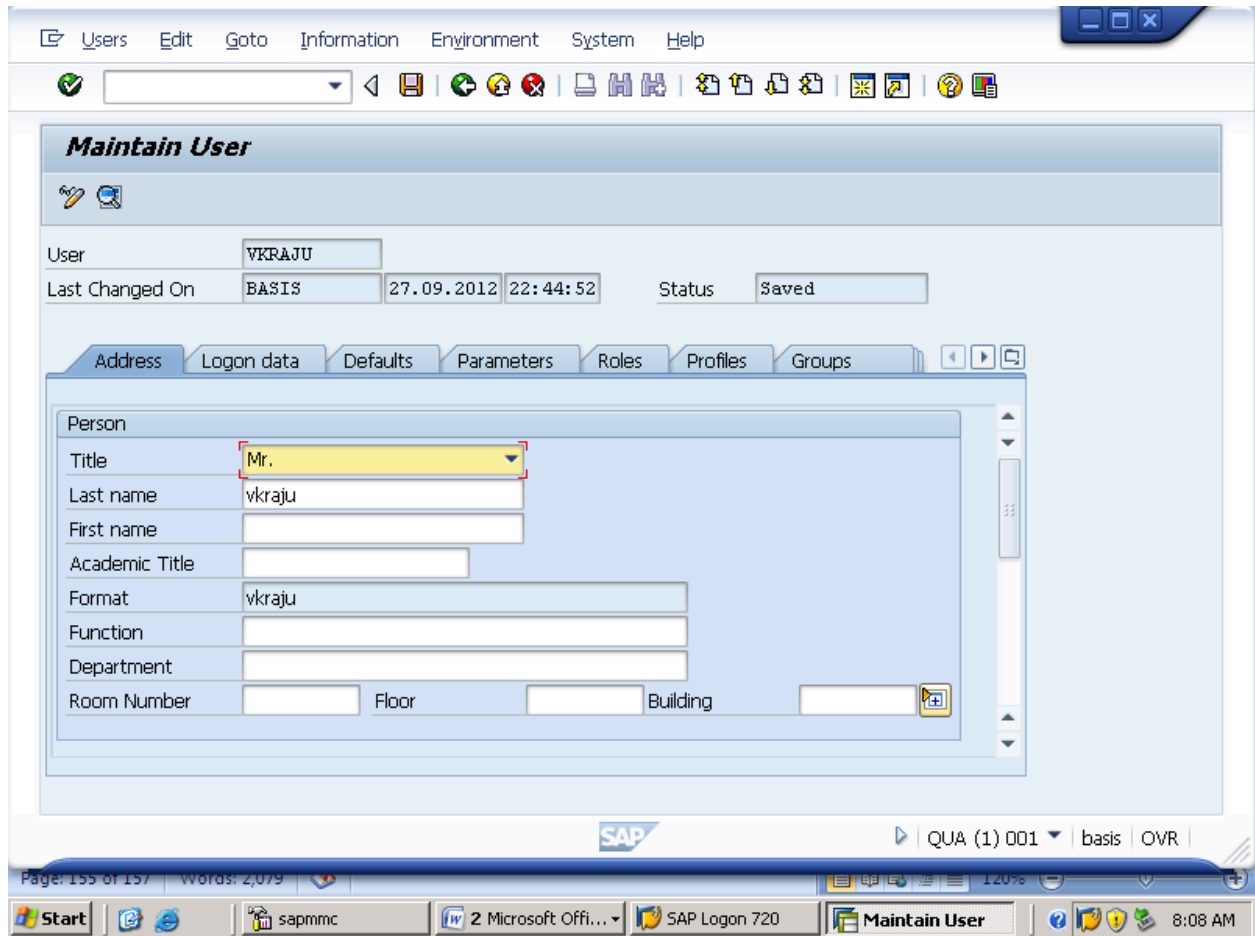 Users Edit Goto Information Environment System Help
Maintain User
User VKRAJU
Last Changed On BASIS 27.09.2012 22:44:52 Status Saved
Address Logon data Defaults Parameters Roles Profiles Groups
Person
Title Mr.
Last name vkraju
First name
Academic Title
Format vkraju
Function
Department
Room Number Floor Building
SAP QUA (1) 001 basis OVR
Page: 155 of 157 Words: 2,079 120%
Start sapmmc 2 Microsoft Offi... SAP Logon 720 Maintain User 8:08 AM